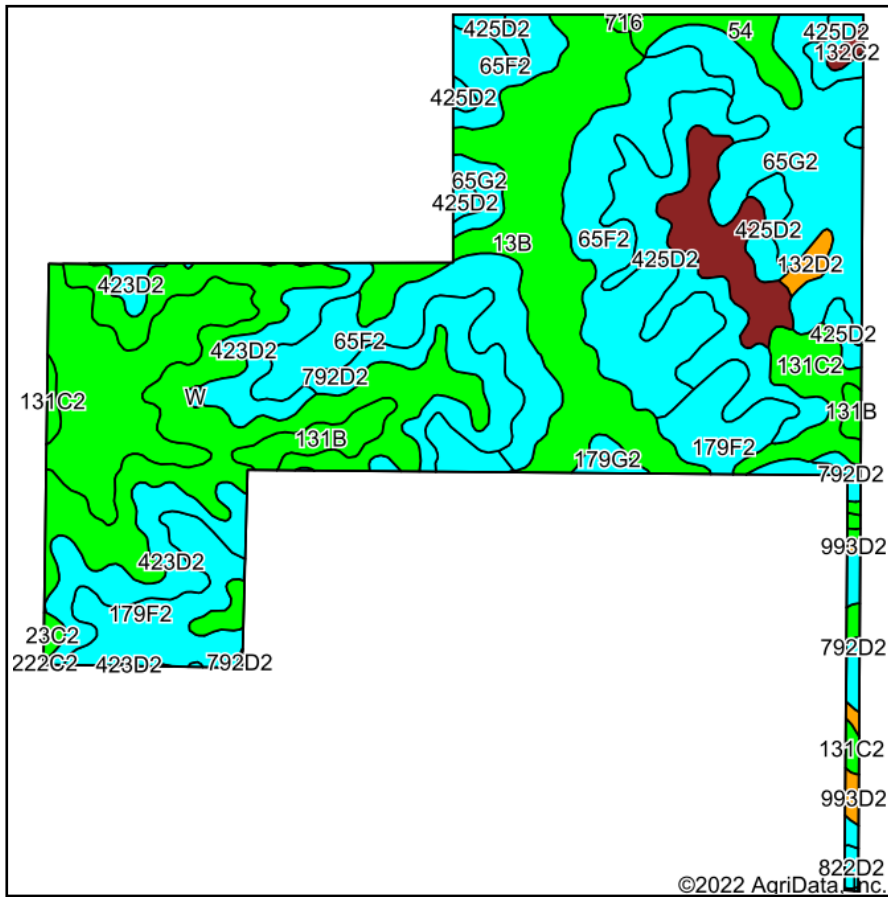 425D2
716
54
425D2
132C2
65F2
425D2
65G2
65G2
425D2
425D2
13B
65F2
425D2
132D2
423D2
425D2
65F2
423D2
131C2
792D2
W
131C2
131B
131B
179F2
179G2
792D2
993D2
423D2
179F2
23C2
792D2
222C2
423D2
792D2
131C2
993D2
822D2
©2022 AgriData, Inc.